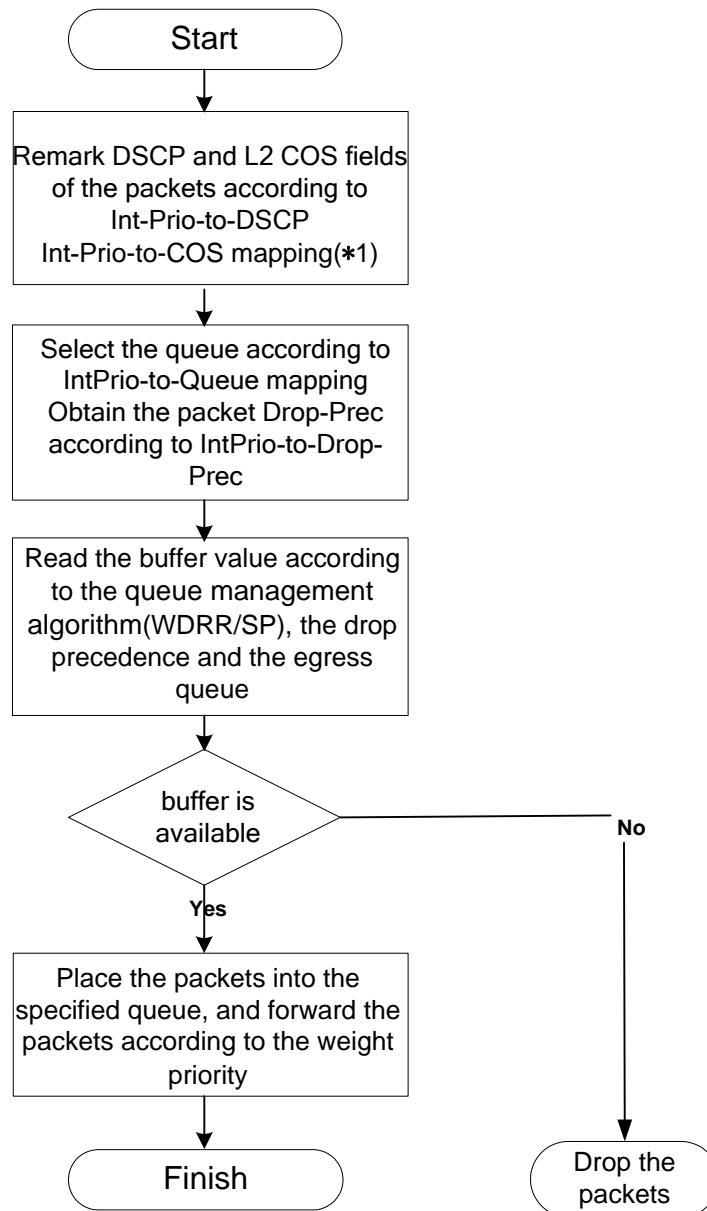 Start
Remark DSCP and L2 COS fields
of the packets according to
Int-Prio-to-DSCP
Int-Prio-to-COS mapping(*1)
Select the queue according to
IntPrio-to-Queue mapping
Obtain the packet Drop-Prec
according to IntPrio-to-Drop-
Prec
Read the buffer value according
to the queue management
algorithm(WDRR/SP), the drop
precedence and the egress
queue
buffer is
available
No
Yes
Place the packets into the
specified queue, and forward the
packets according to the weight
priority
Finish
Drop the
packets